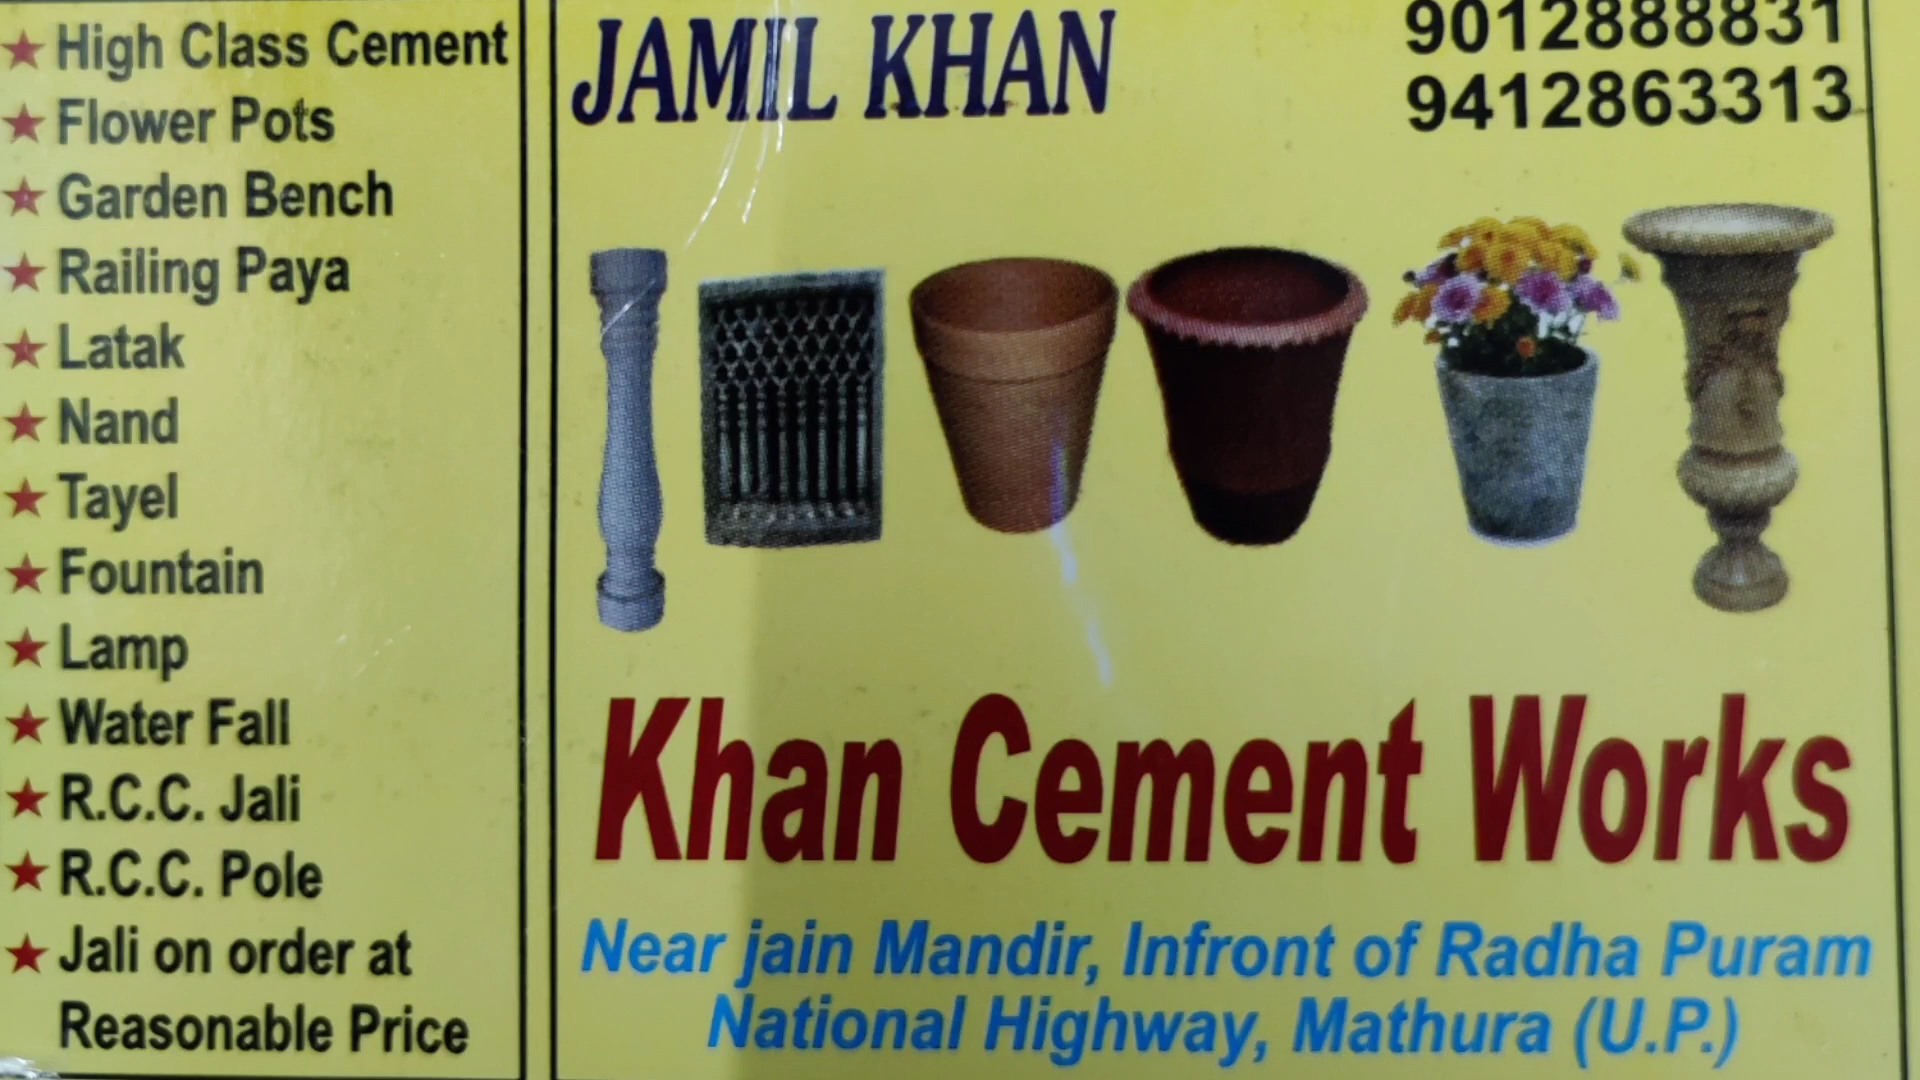 ★ High Class Cement
★ Flower Pots
★ Garden Bench
★ Railing Paya
★ Latak
★ Nand
★ Tayel
★ Fountain
★ Lamp
★ Water Fall
★ R.C.C. Jali
★ R.C.C. Pole
★ Jali on order at
Reasonable Price
JAMIL KHAN
9012888831
9412863313
Khan Cement Works
Near jain Mandir, Infront of Radha Puram
National Highway, Mathura (U.P.)